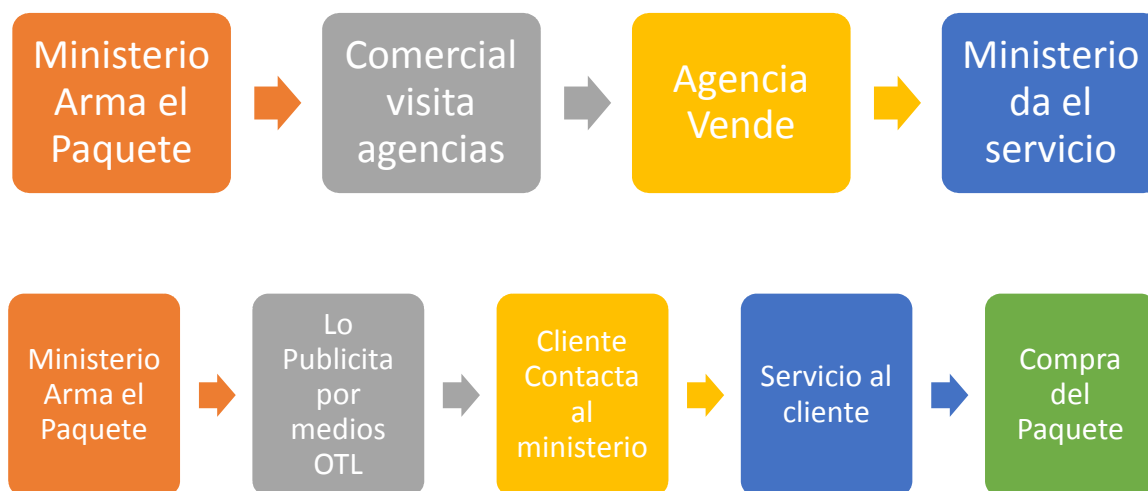 Ministerio
Arma el
Paquete
Comercial
visita
agencias
Agencia
Vende
Ministerio
da el
servicio
Ministerio
Arma el
Paquete
Lo
Publicita
por
medios
OTL
Cliente
Contacta
al
ministerio
Servicio al
cliente
Compra
del
Paquete